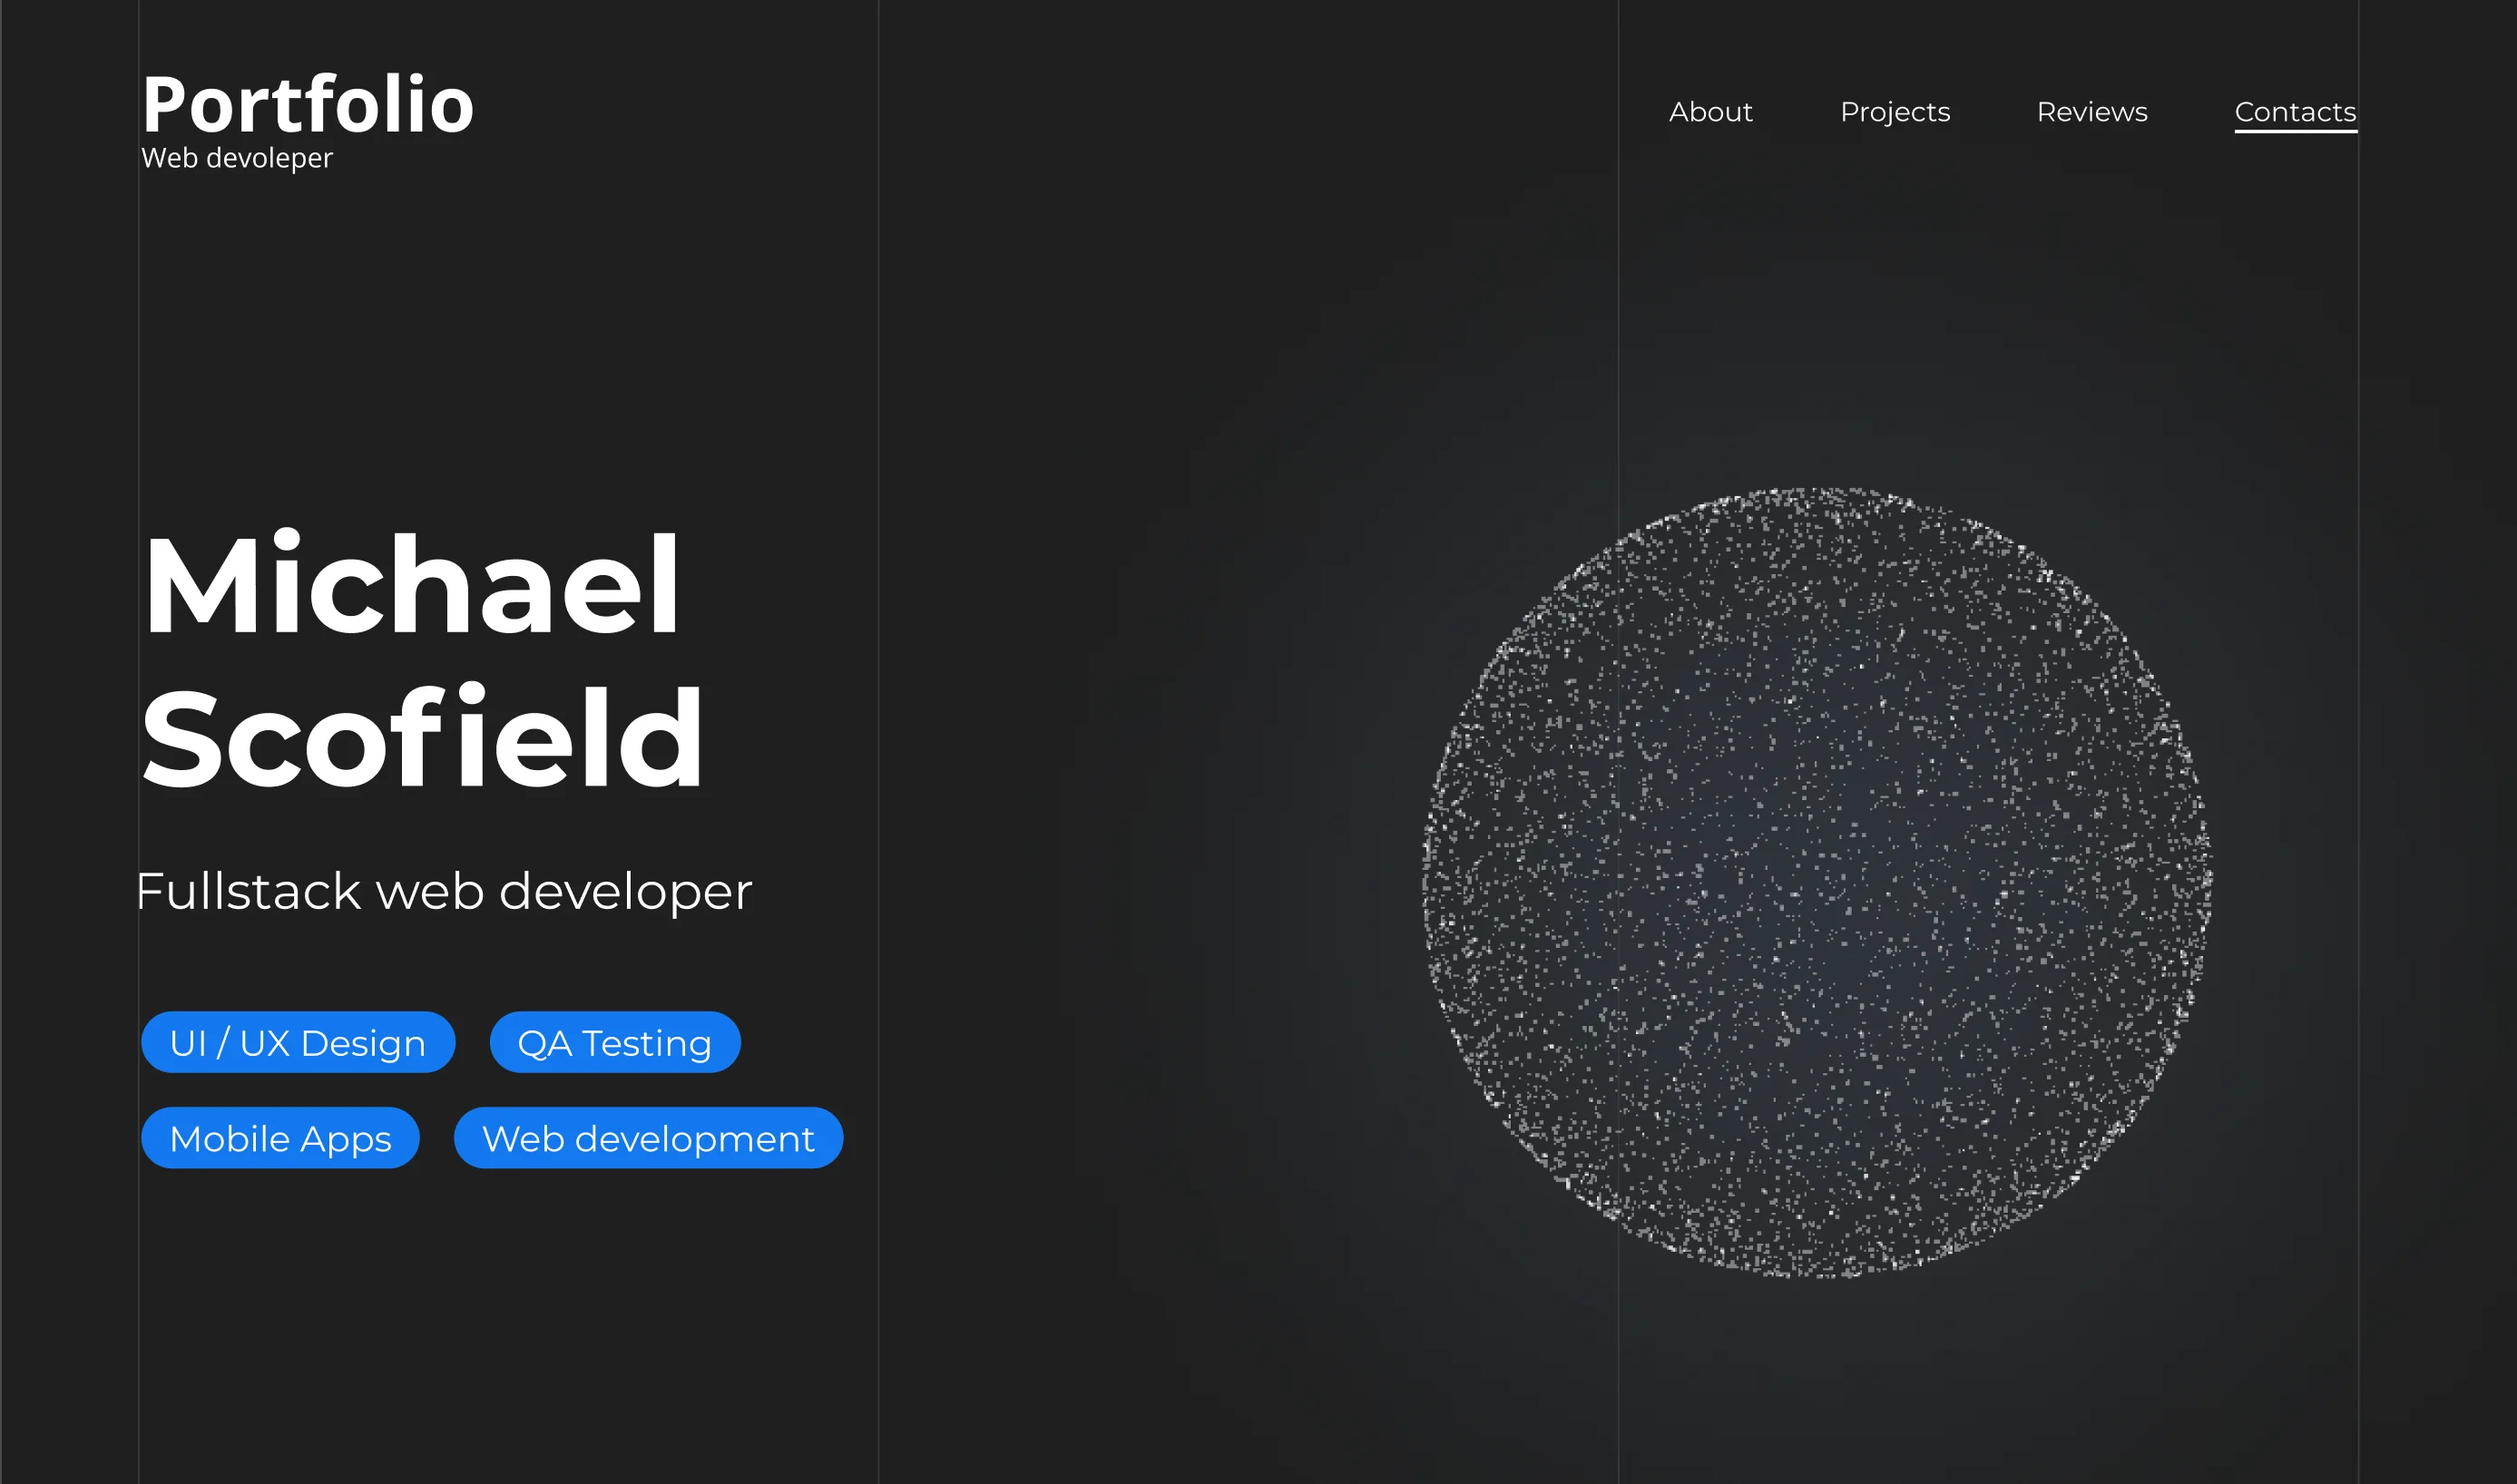 Portfolio
Web devoleper
About Projects Reviews Contacts
Michael
Scofield
Fullstack web developer
UI / UX Design QA Testing
Mobile Apps Web development